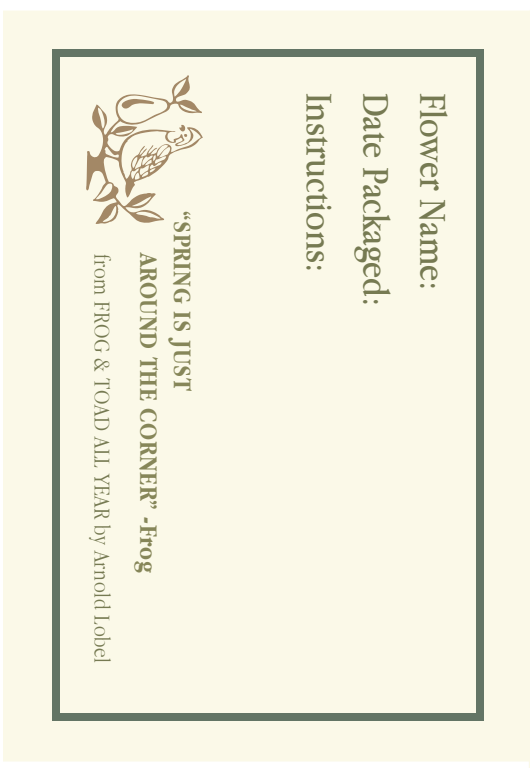 Flower Name:
Date Packaged:
Instructions:
“SPRING IS JUST
AROUND THE CORNER” -Frog
from FROG & TOAD ALL YEAR by Arnold Lobel